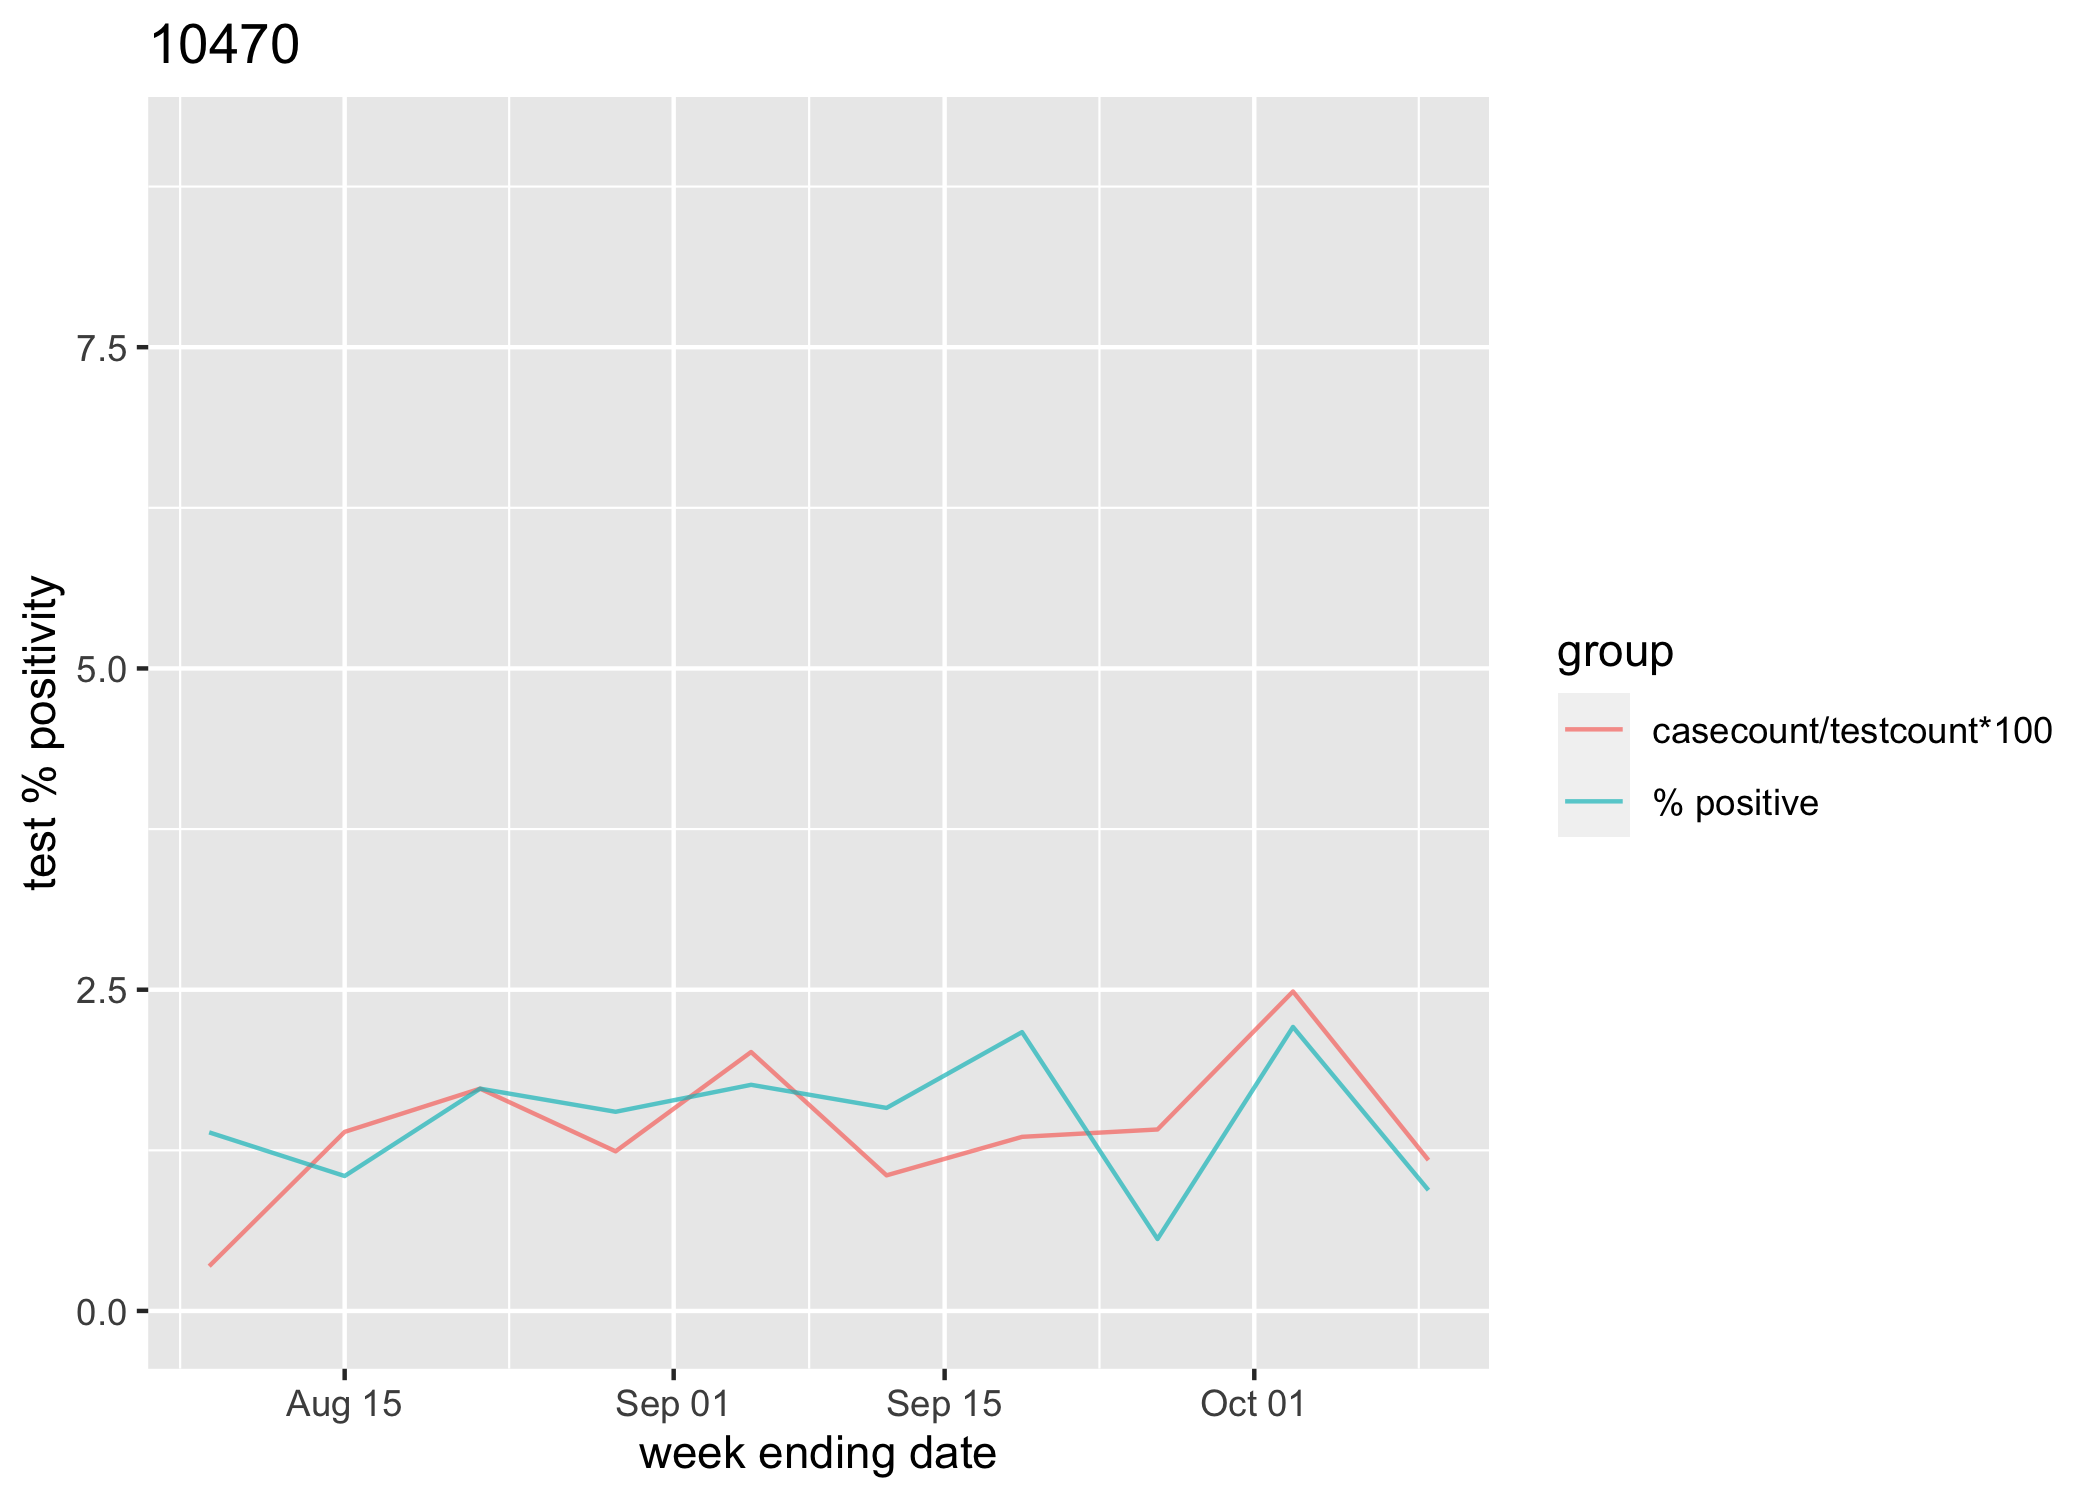 10470
test % positivity
7.5
5.0
2.5
0.0
Aug 15
Sep 01
Sep 15
Oct 01
week ending date
group
casecount/testcount*100
% positive